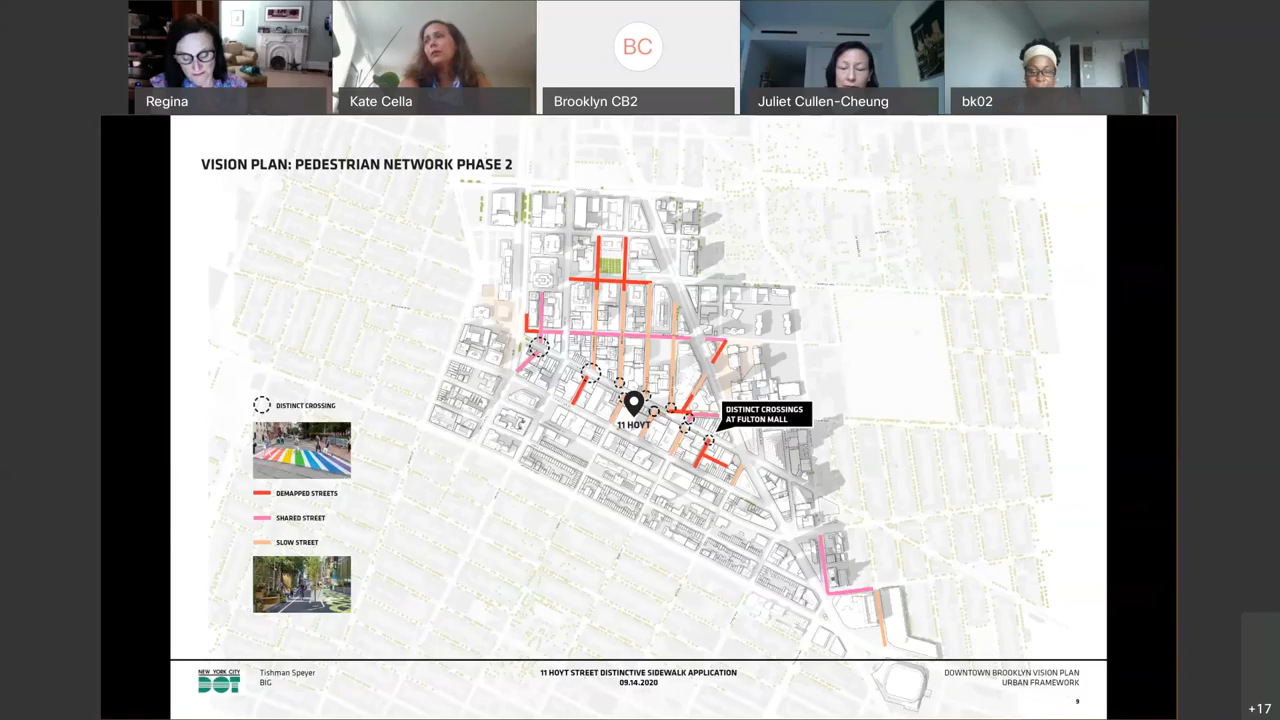 BC
Regina
Kate Cella
Brooklyn CB2
Juliet Cullen-Cheung
bk02
VISION PLAN: PEDESTRIAN NETWORK PHASE 2
DISTINCT CROSSING
DISTINCT CROSSINGS
AT FULTON MALL
11 HOYT
DEMAPPED STREETS
SHARED STREET
SLOW STREET
NEW YORK CITY
DOT
Tishman Speyer
BIG
11 HOYT STREET DISTINCTIVE SIDEWALK APPLICATION
09.14.2020
DOWNTOWN BROOKLYN VISION PLAN
URBAN FRAMEWORK
9
+17